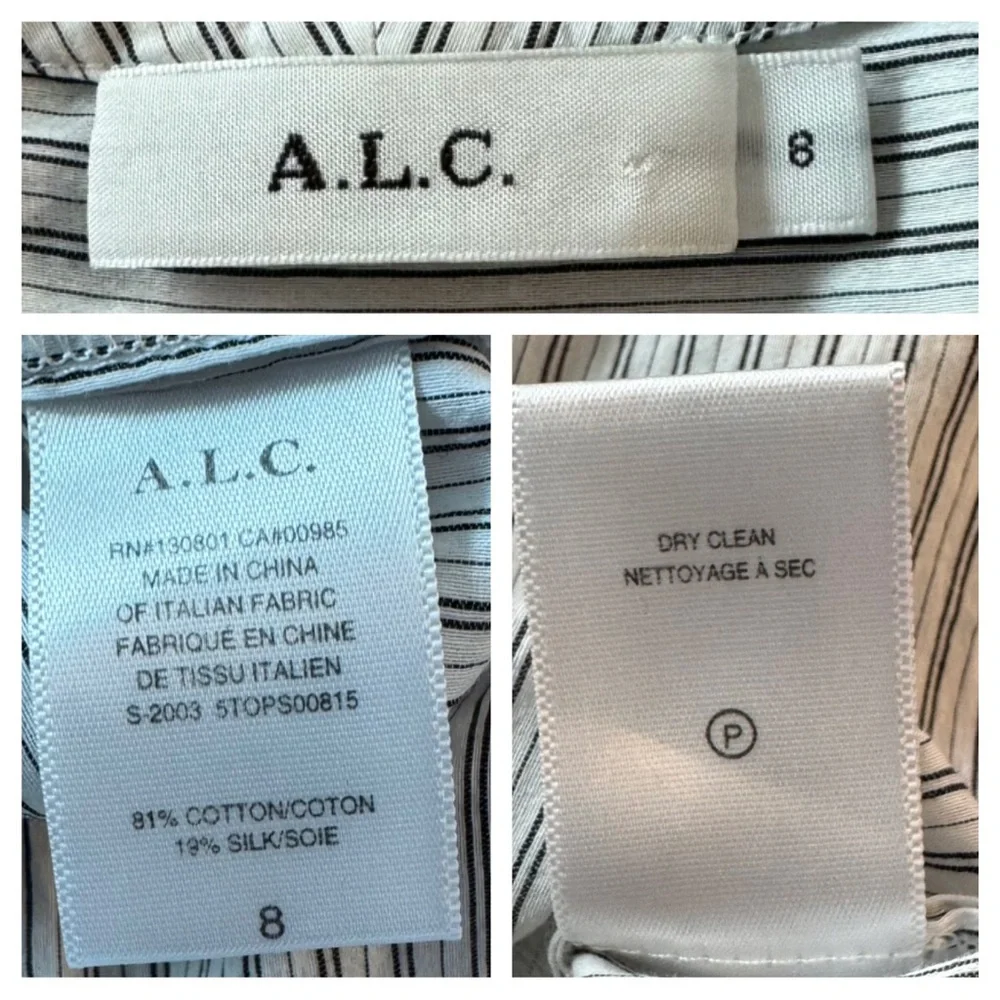 A.L.C.
8
A.L.C.
RN#130801 CA#00985
MADE IN CHINA
OF ITALIAN FABRIC
FABRIQUÉ EN CHINE
DE TISSU ITALIEN
S-2003 5TOPS00815
81% COTTON/COTON
19% SILK/SOIE
8
DRY CLEAN
NETTOYAGE À SEC
P